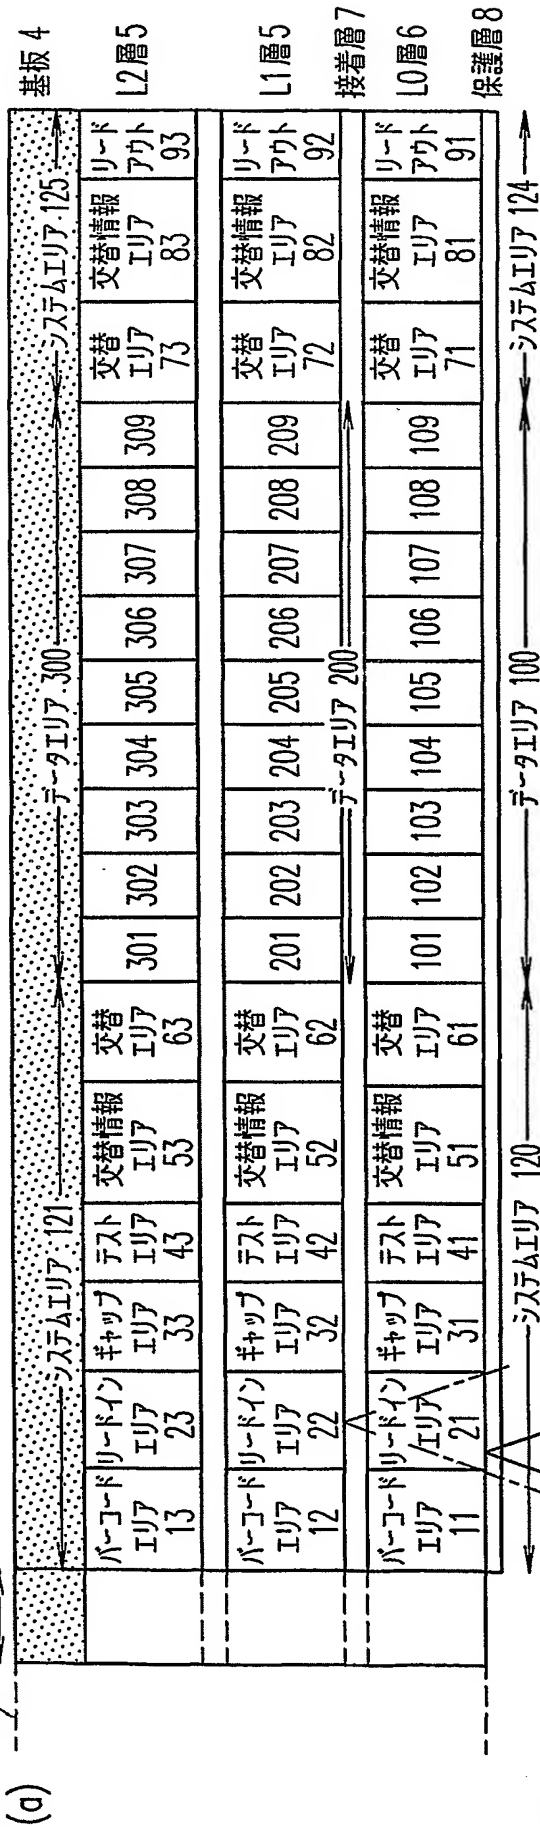 (a)
基板 4
システムエリア 121
データエリア 300
システムエリア 125
バーコード
エリア
13
リードイン
エリア
23
ギャップ
エリア
33
テスト
エリア
43
交替情報
エリア
53
交替
エリア
63
301
302
303
304
305
306
307
308
309
交替
エリア
73
交替情報
エリア
83
リード
アウト
93
L2層5
バーコード
エリア
12
リードイン
エリア
22
ギャップ
エリア
32
テスト
エリア
42
交替情報
エリア
52
交替
エリア
62
201
202
203
204
205
206
207
208
209
交替
エリア
72
交替情報
エリア
82
リード
アウト
92
L1層5
データエリア 200
接着層7
バーコード
エリア
11
リードイン
エリア
21
ギャップ
エリア
31
テスト
エリア
41
交替情報
エリア
51
交替
エリア
61
101
102
103
104
105
106
107
108
109
交替
エリア
71
交替情報
エリア
81
リード
アウト
91
L0層6
保護層8
システムエリア 120
データエリア 100
システムエリア 124